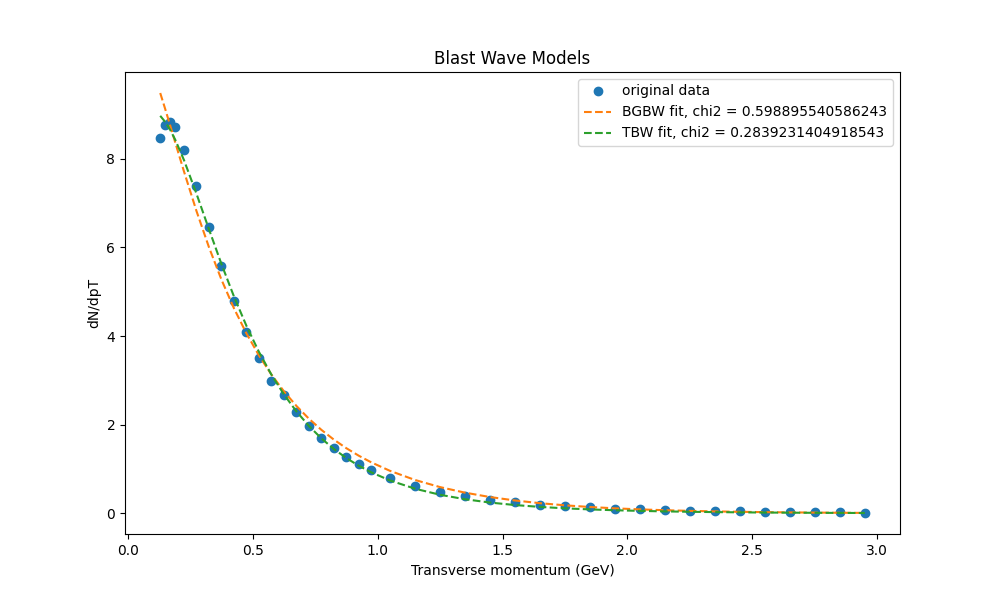 Blast Wave Models
original data
BGBW fit, chi2 = 0.598895540586243
TBW fit, chi2 = 0.2839231404918543
dN/dpT
8
6
4
2
0
0.0 0.5 1.0 1.5 2.0 2.5 3.0
Transverse momentum (GeV)